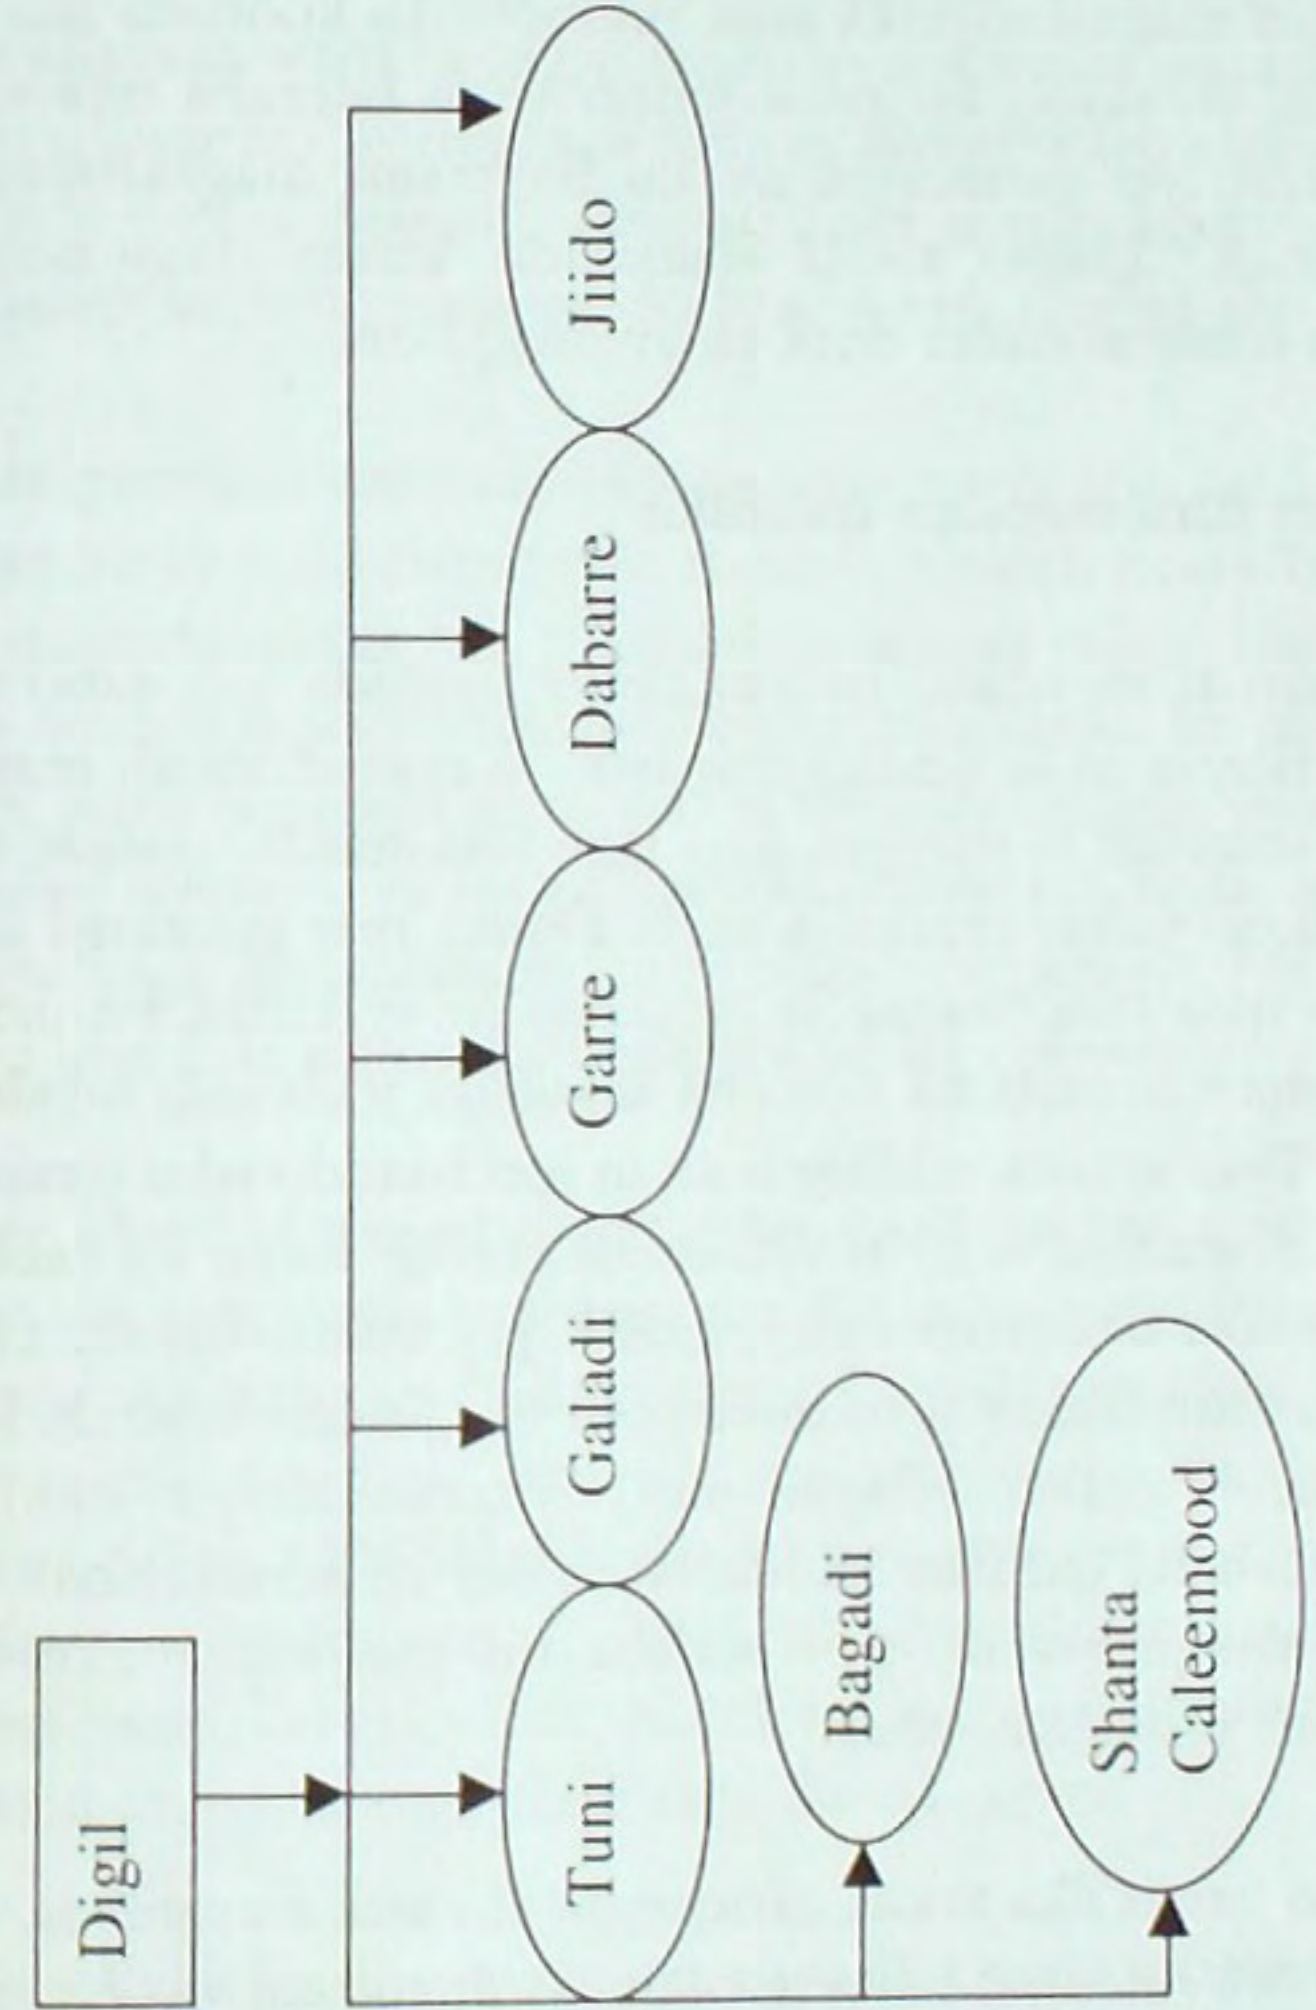 Digil
Tuni
Galadi
Garre
Dabarre
Jiido
Bagadi
Shanta
Caleemood